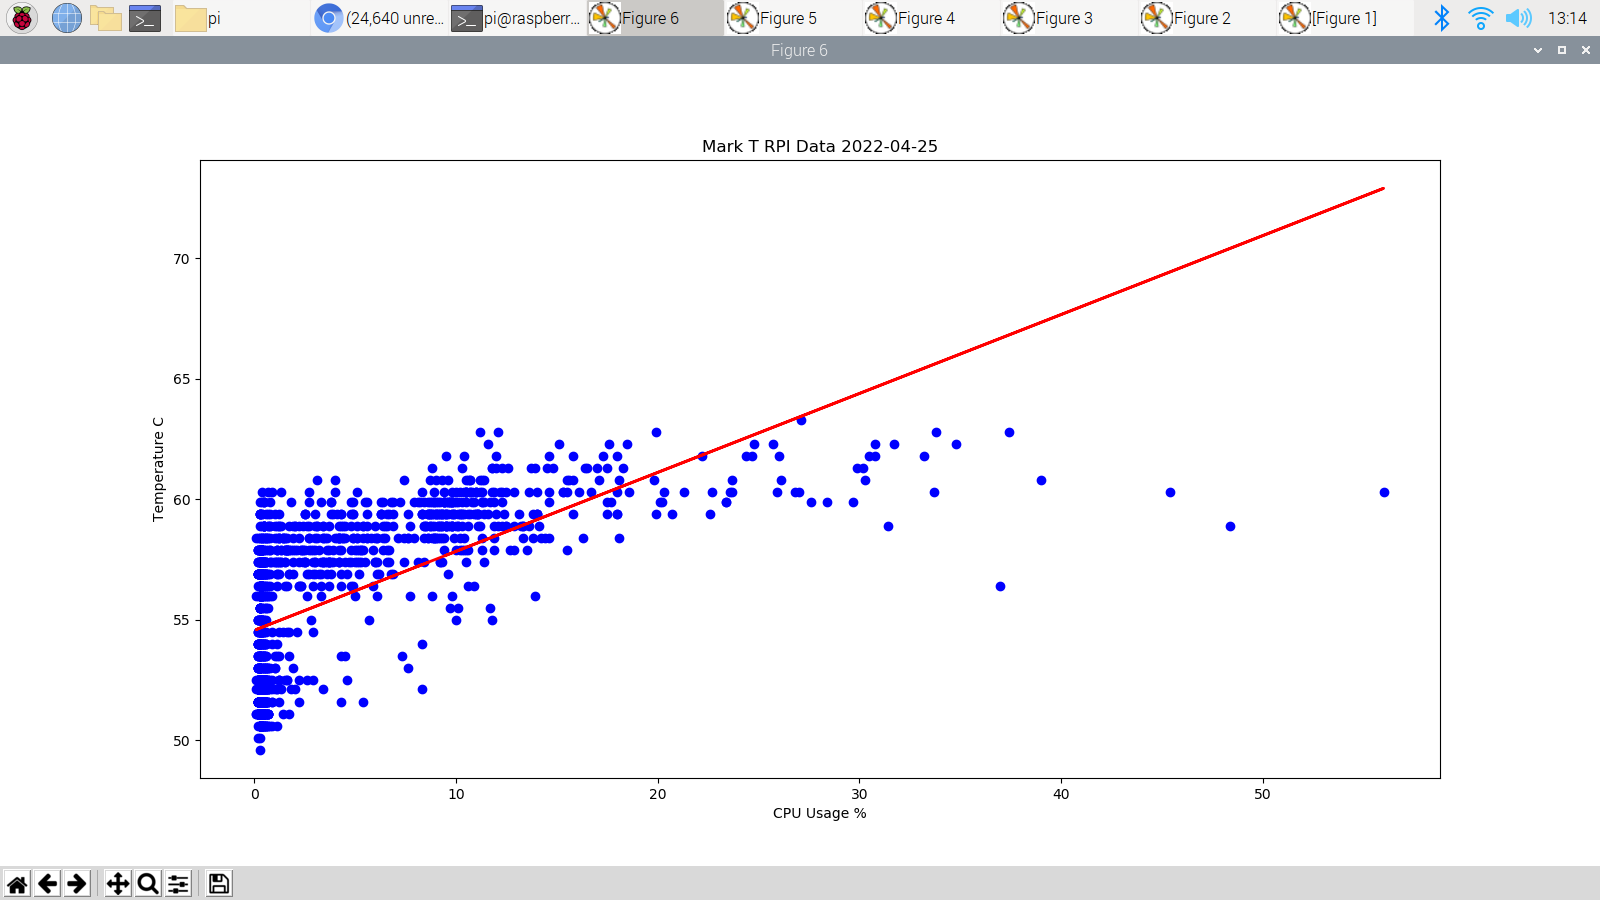 pi (24,640 unre... pi@raspberr... Figure 6 Figure 5 Figure 4 Figure 3 Figure 2 [Figure 1] 13:14
Figure 6
Mark T RPI Data 2022-04-25
70
65
60
55
50
Temperature C
0 10 20 30 40 50
CPU Usage %